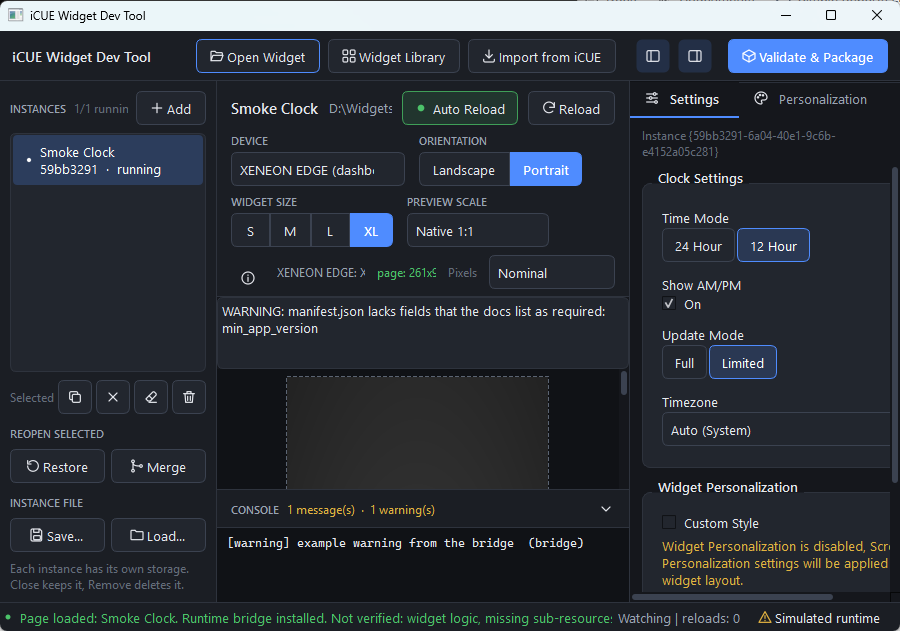 iCUE Widget Dev Tool
iCUE Widget Dev Tool
Open Widget
Widget Library
Import from iCUE
Validate & Package
INSTANCES 1/1 runnin
+ Add
Smoke Clock
59bb3291 · running
Selected
REOPEN SELECTED
Restore
Merge
INSTANCE FILE
Save...
Load...
Each instance has its own storage.
Close keeps it, Remove deletes it.
Smoke Clock D:\Widgets
Auto Reload
Reload
DEVICE
ORIENTATION
XENEON EDGE (dashb
Landscape
Portrait
WIDGET SIZE
PREVIEW SCALE
S
M
L
XL
Native 1:1
XENEON EDGE: X page: 261x9 Pixels
Nominal
WARNING: manifest.json lacks fields that the docs list as required:
min_app_version
CONSOLE 1 message(s) · 1 warning(s)
[warning] example warning from the bridge (bridge)
Settings
Personalization
Instance {59bb3291-6a04-40e1-9c6b-
e4152a05c281}
Clock Settings
Time Mode
24 Hour
12 Hour
Show AM/PM
On
Update Mode
Full
Limited
Timezone
Auto (System)
Widget Personalization
Custom Style
Widget Personalization is disabled, Scre
Personalization settings will be applied
widget layout.
Page loaded: Smoke Clock. Runtime bridge installed. Not verified: widget logic, missing sub-resource: Watching | reloads: 0
Simulated runtime